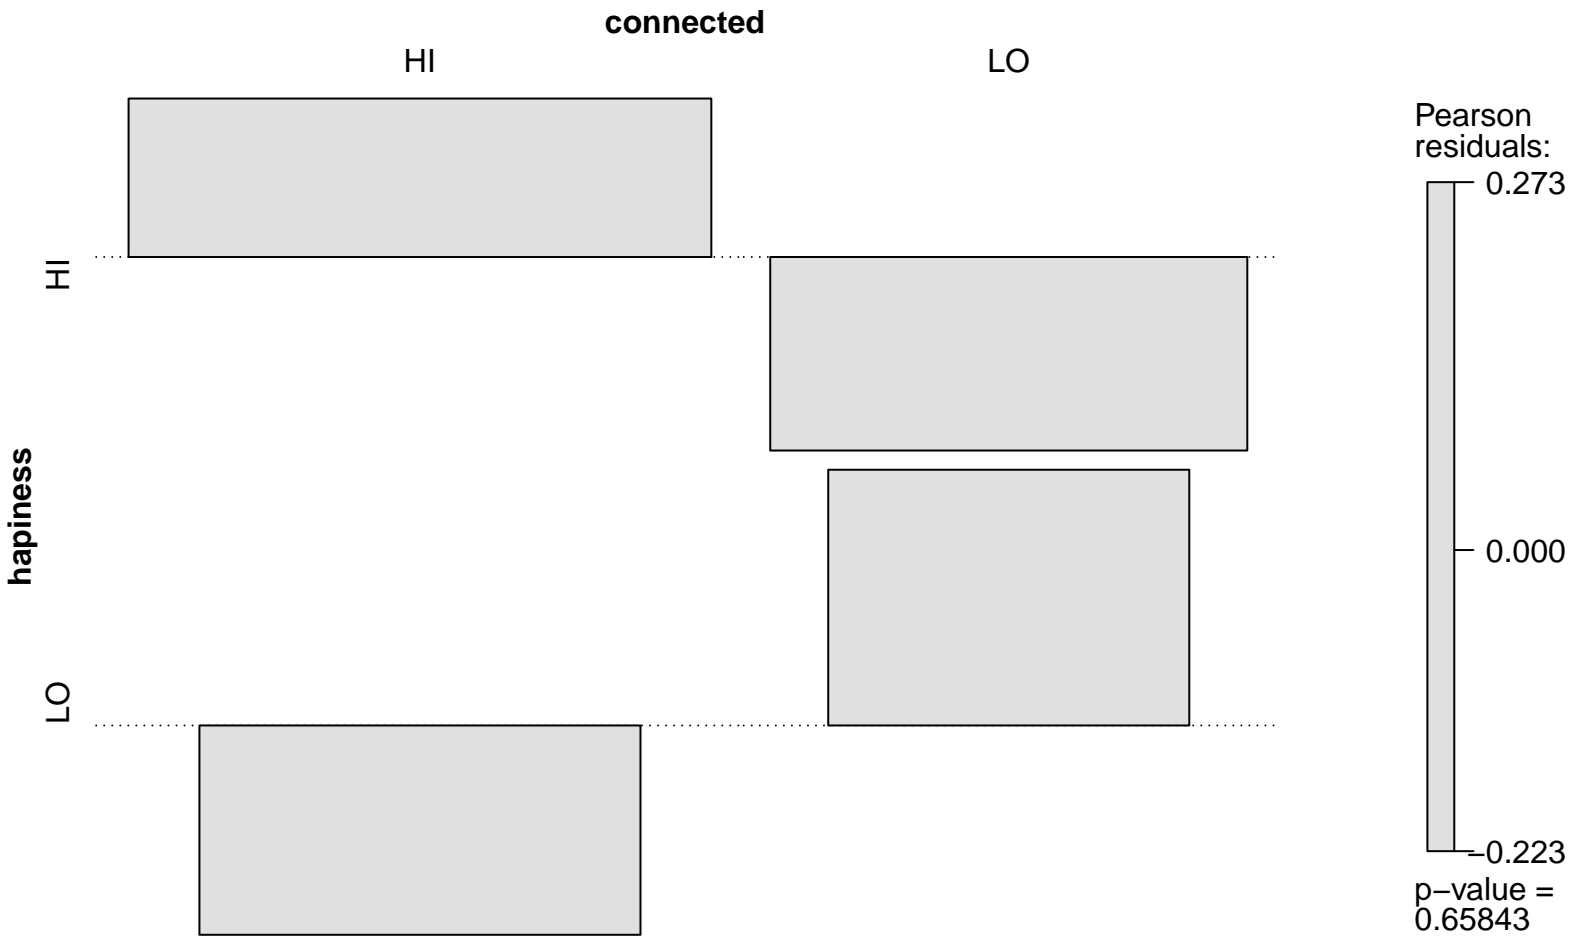 connected
HI
LO
hapiness
HI
LO
Pearson
residuals:
0.273
0.000
−0.223
p−value =
0.65843